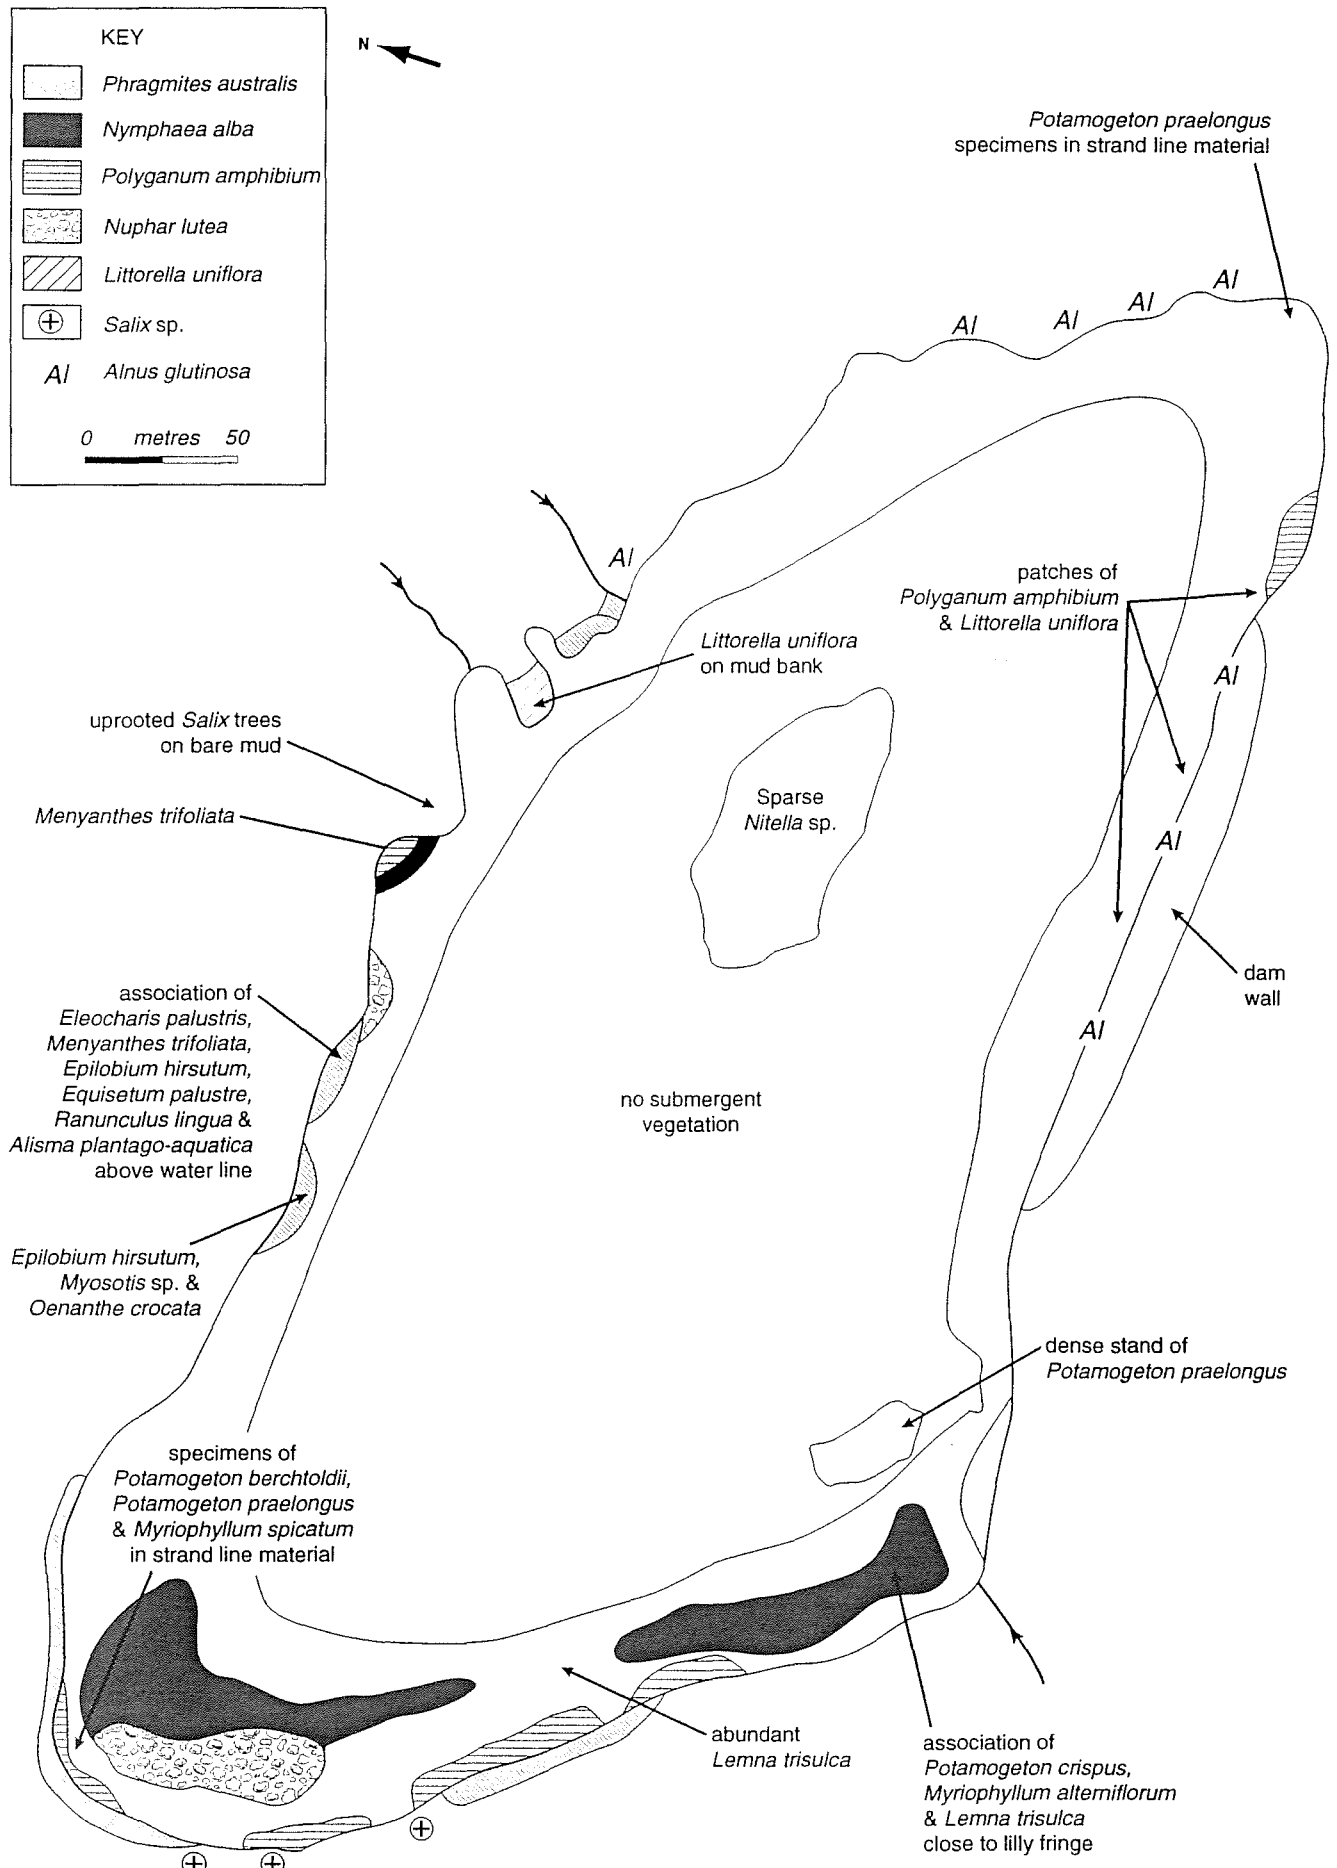 KEY
Phragmites australis
Nymphaea alba
Polyganum amphibium
Nuphar lutea
Littorella uniflora
Salix sp.
Al Alnus glutinosa
0 metres 50
N
Potamogeton praelongus
specimens in strand line material
Al
Al
Al
Al
Al
patches of
Polyganum amphibium
& Littorella uniflora
Littorella uniflora
on mud bank
Al
uprooted Salix trees
on bare mud
Menyanthes trifoliata
Sparse
Nitella sp.
Al
dam
wall
Al
association of
Eleocharis palustris,
Menyanthes trifoliata,
Epilobium hirsutum,
Equisetum palustre,
Ranunculus lingua &
Alisma plantago-aquatica
above water line
no submergent
vegetation
Epilobium hirsutum,
Myosotis sp. &
Oenanthe crocata
dense stand of
Potamogeton praelongus
specimens of
Potamogeton berchtoldii,
Potamogeton praelongus
& Myriophyllum spicatum
in strand line material
abundant
Lemna trisulca
association of
Potamogeton crispus,
Myriophyllum alterniflorum
& Lemna trisulca
close to lilly fringe